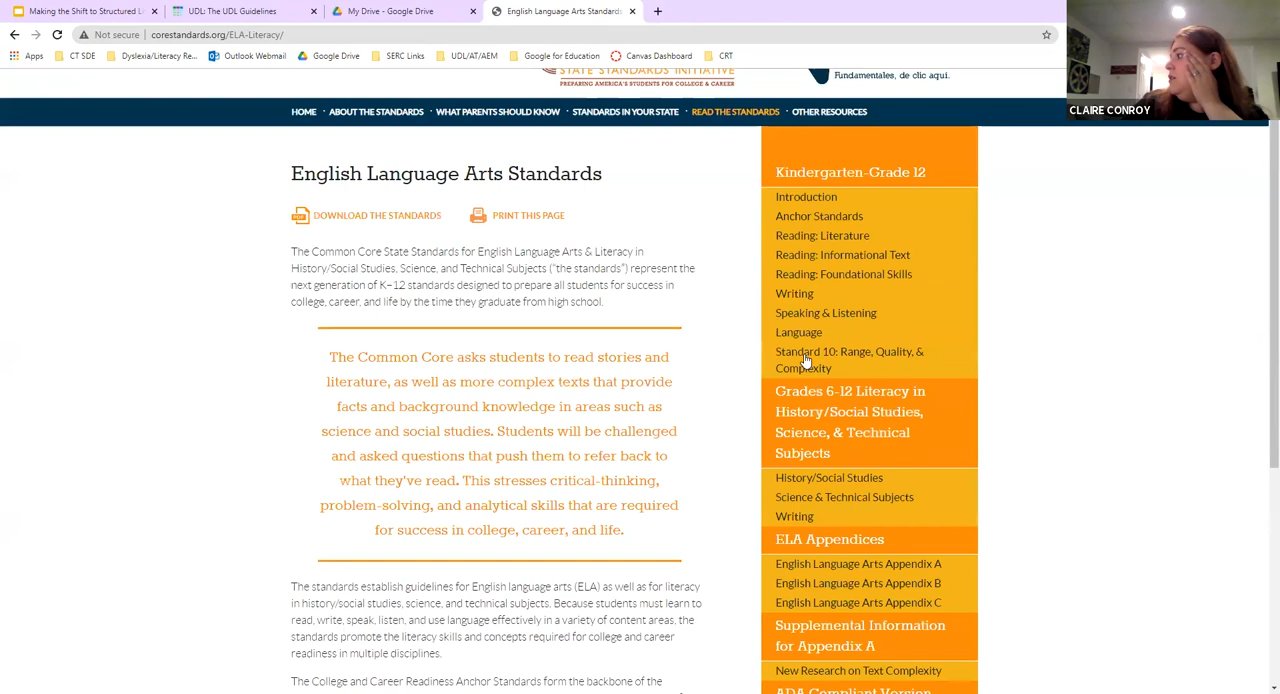 Making the Shift to Structured Li
UDL: The UDL Guidelines
My Drive - Google Drive
English Language Arts Standards
Not secure
corestandards.org/ELA-Literacy/
Apps
CT SDE
Dyslexia/Literacy Re...
Outlook Webmail
Google Drive
SERC Links
UDL/AT/AEM
Google for Education
Canvas Dashboard
CRT
CLAIRE CONROY
STATE STANDARDS INITIATIVE
PREPARING AMERICA'S STUDENTS FOR COLLEGE & CAREER
Fundamentales, de clic aquí.
HOME
ABOUT THE STANDARDS
WHAT PARENTS SHOULD KNOW
STANDARDS IN YOUR STATE
READ THE STANDARDS
OTHER RESOURCES
English Language Arts Standards
DOWNLOAD THE STANDARDS
PRINT THIS PAGE
The Common Core State Standards for English Language Arts & Literacy in
History/Social Studies, Science, and Technical Subjects (“the standards”) represent the
next generation of K–12 standards designed to prepare all students for success in
college, career, and life by the time they graduate from high school.
The Common Core asks students to read stories and
literature, as well as more complex texts that provide
facts and background knowledge in areas such as
science and social studies. Students will be challenged
and asked questions that push them to refer back to
what they've read. This stresses critical-thinking,
problem-solving, and analytical skills that are required
for success in college, career, and life.
The standards establish guidelines for English language arts (ELA) as well as for literacy
in history/social studies, science, and technical subjects. Because students must learn to
read, write, speak, listen, and use language effectively in a variety of content areas, the
standards promote the literacy skills and concepts required for college and career
readiness in multiple disciplines.
The College and Career Readiness Anchor Standards form the backbone of the
Kindergarten-Grade 12
Introduction
Anchor Standards
Reading: Literature
Reading: Informational Text
Reading: Foundational Skills
Writing
Speaking & Listening
Language
Standard 10: Range, Quality, &
Complexity
Grades 6-12 Literacy in
History/Social Studies,
Science, & Technical
Subjects
History/Social Studies
Science & Technical Subjects
Writing
ELA Appendices
English Language Arts Appendix A
English Language Arts Appendix B
English Language Arts Appendix C
Supplemental Information
for Appendix A
New Research on Text Complexity
ADA Compliant Version